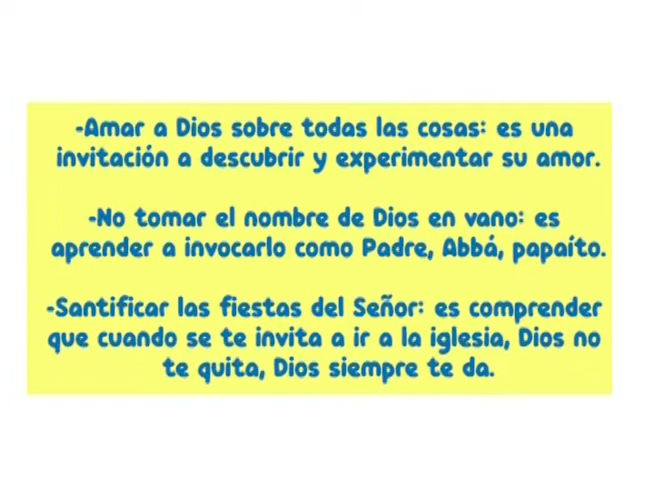 -Amar a Dios sobre todas las cosas: es una
invitación a descubrir y experimentar su amor.
-No tomar el nombre de Dios en vano: es
aprender a invocarlo como Padre, Abbá, papaíto.
-Santificar las fiestas del Señor: es comprender
que cuando se te invita a ir a la iglesia, Dios no
te quita, Dios siempre te da.